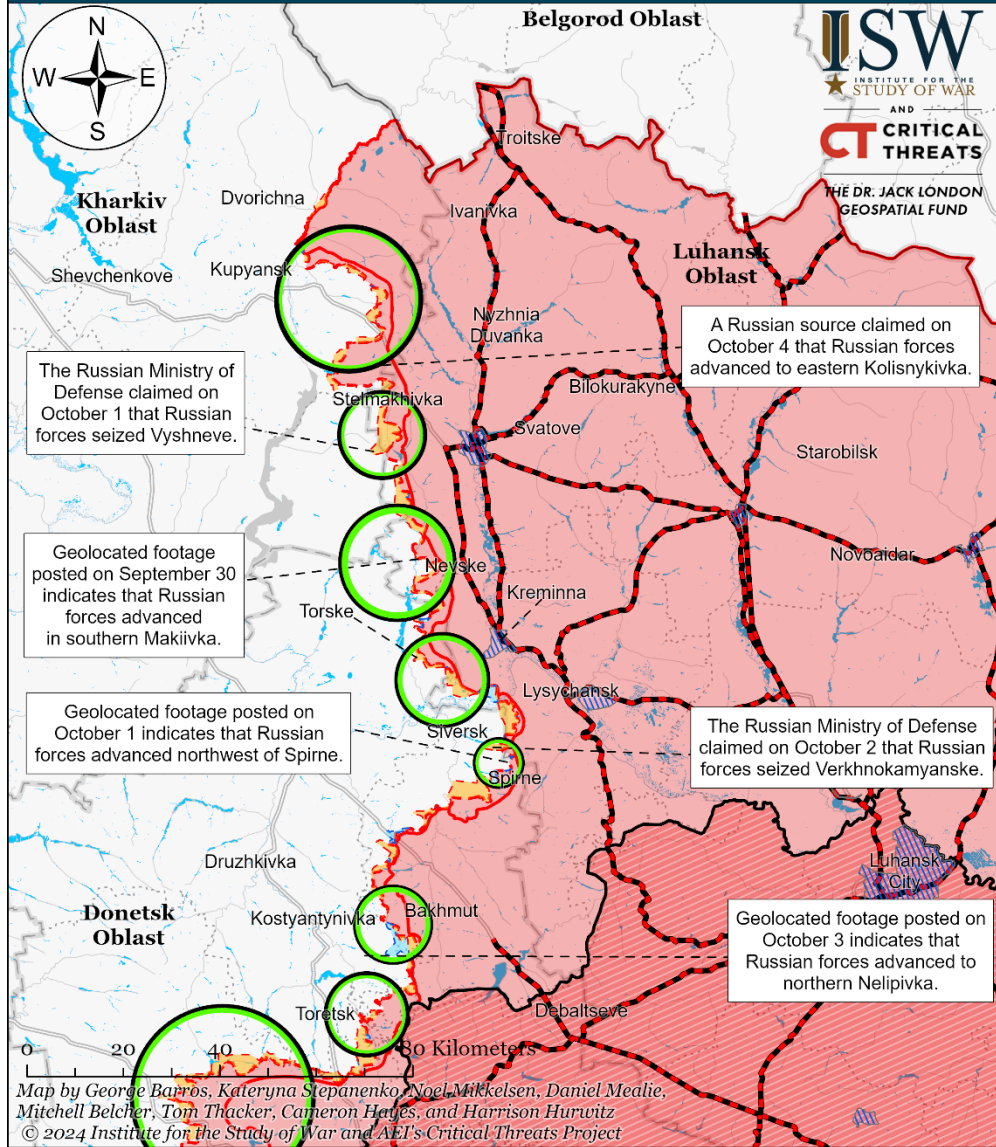 Belgorod Oblast
N
W
E
S
ISW
INSTITUTE FOR THE
STUDY OF WAR
AND
CT CRITICAL
THREATS
THE DR. JACK LONDON
GEOSPATIAL FUND
Troitske
Dvorichna
Kharkiv
Oblast
Ivanivka
Shevchenkove
Kupyansk
Luhansk
Oblast
Nyzhnia
Duvanka
A Russian source claimed on
October 4 that Russian forces
advanced to eastern Kolisnykivka.
The Russian Ministry of
Defense claimed on
October 1 that Russian
forces seized Vyshneve.
Bilokurakyne
Stelmakhivka
Svatove
Starobilsk
Geolocated footage
posted on September 30
indicates that Russian
forces advanced
in southern Makiivka.
Nevske
Novoaidar
Kreminna
Torske
Lysychansk
Geolocated footage posted on
October 1 indicates that Russian
forces advanced northwest of Spirne.
Siversk
The Russian Ministry of Defense
claimed on October 2 that Russian
forces seized Verkhnokamyanske.
Spirne
Druzhkivka
Luhansk
City
Donetsk
Oblast
Kostyantynivka
Bakhmut
Geolocated footage posted on
October 3 indicates that
Russian forces advanced to
northern Nelipivka.
Toretsk
Debaltseve
0 20 40 80 Kilometers
Map by George Barros, Kateryna Stepanenko, Noel Mikkelsen, Daniel Mealie,
Mitchell Belcher, Tom Thacker, Cameron Hayes, and Harrison Hurwitz
© 2024 Institute for the Study of War and AEI's Critical Threats Project